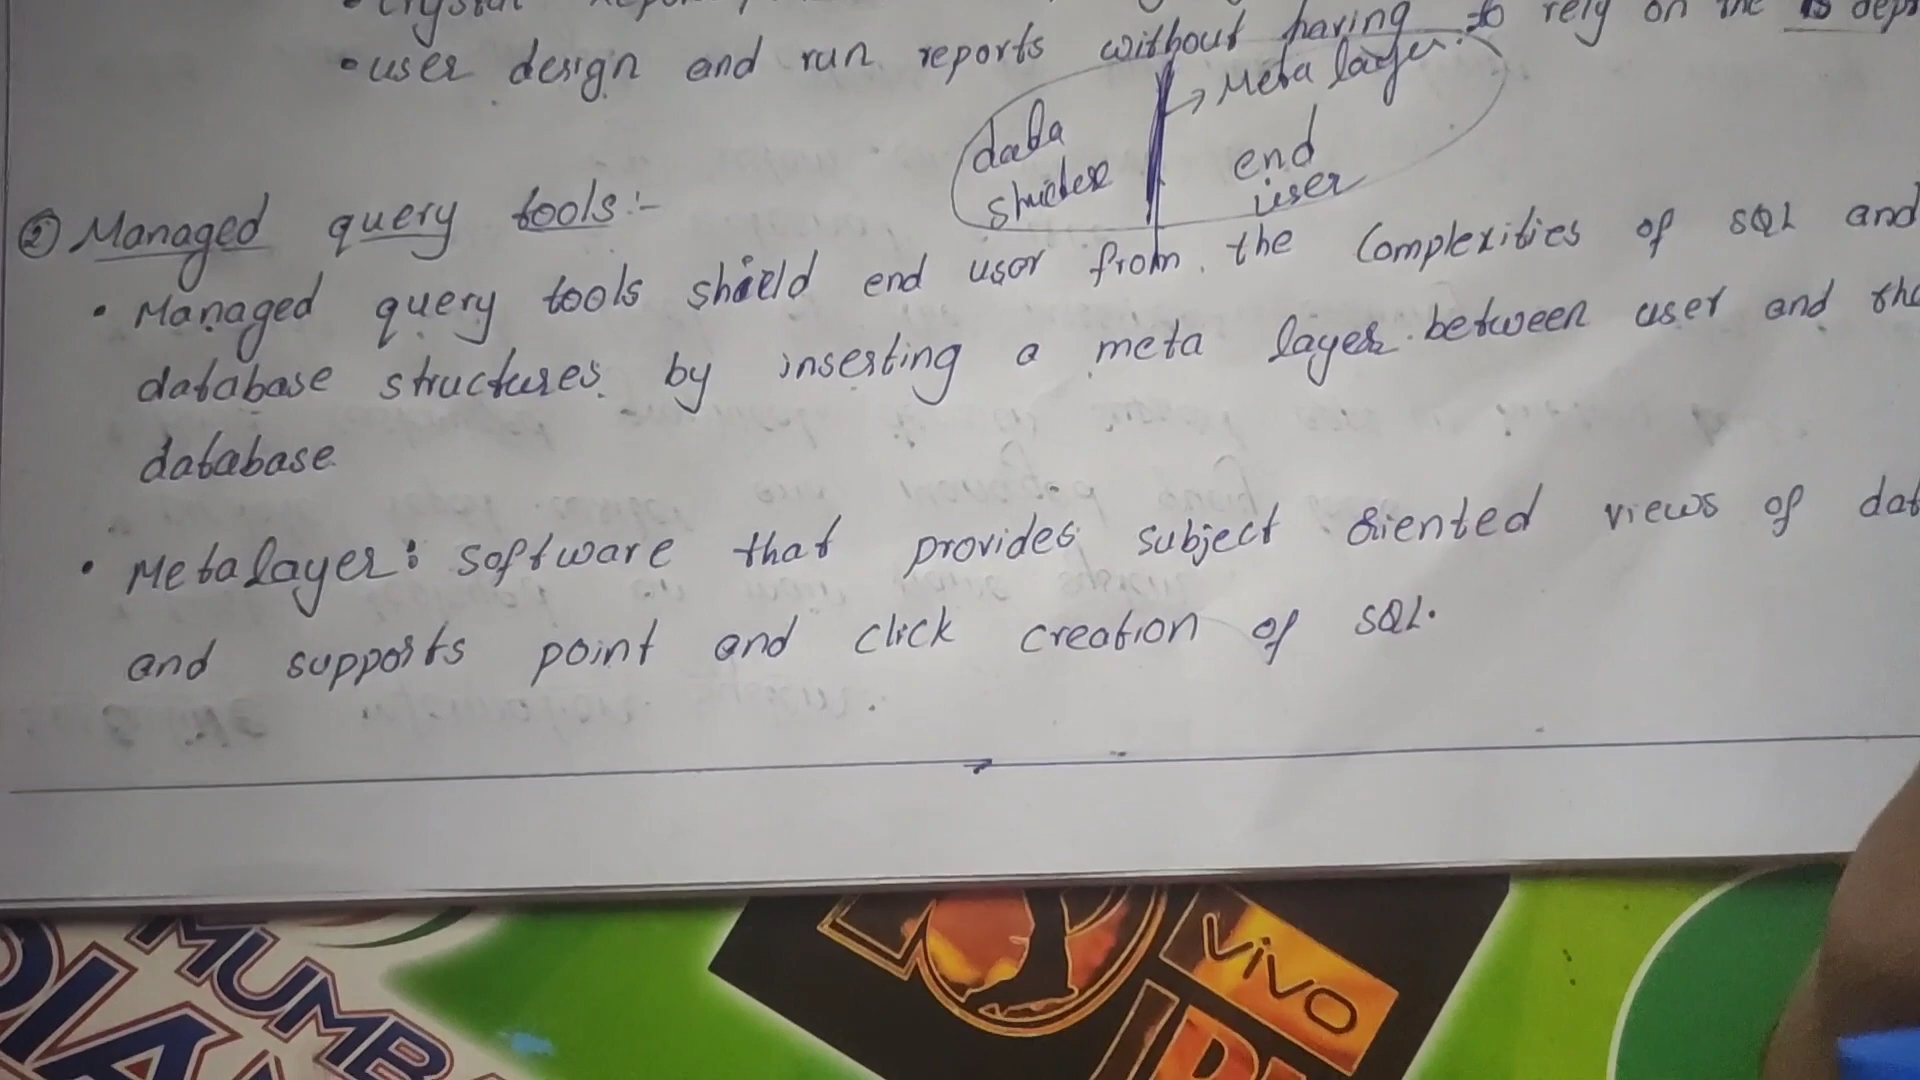 • user design and run reports without having to rely on the IS dep
→ Meta layer
data
end
user
② Managed query tools:-
• Managed query tools shield end user from the complexities of SQL and
database structures by inserting a meta layer between user and the
database
• Metalayer: software that provides subject oriented views of dat
and supports point and click creation of SQL.
MUMB
VIVO